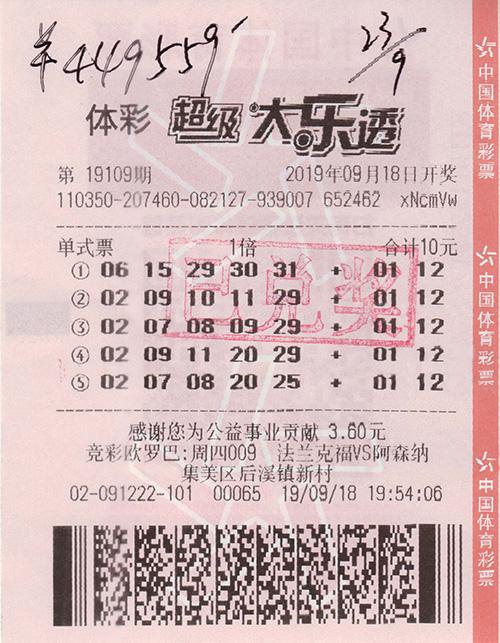 ￥449559
23/9
体彩 超级大乐透
第 19109期 2019年09月18日开奖
110350-207460-082127-939007 652462 xNcmVw
单式票 1倍 合计10元
① 06 15 29 30 31 + 01 12
② 02 09 10 11 29 + 01 12
③ 02 07 08 09 29 + 01 12
④ 02 09 11 20 29 + 01 12
⑤ 02 07 08 20 25 + 01 12
已兑奖
感谢您为公益事业贡献 3.60元
竞彩欧罗巴:周四009 法兰克福VS阿森纳
集美区后溪镇新村
02-091222-101 00065 19/09/18 19:54:06
中国体育彩票
中国体育彩票
中国体育彩票